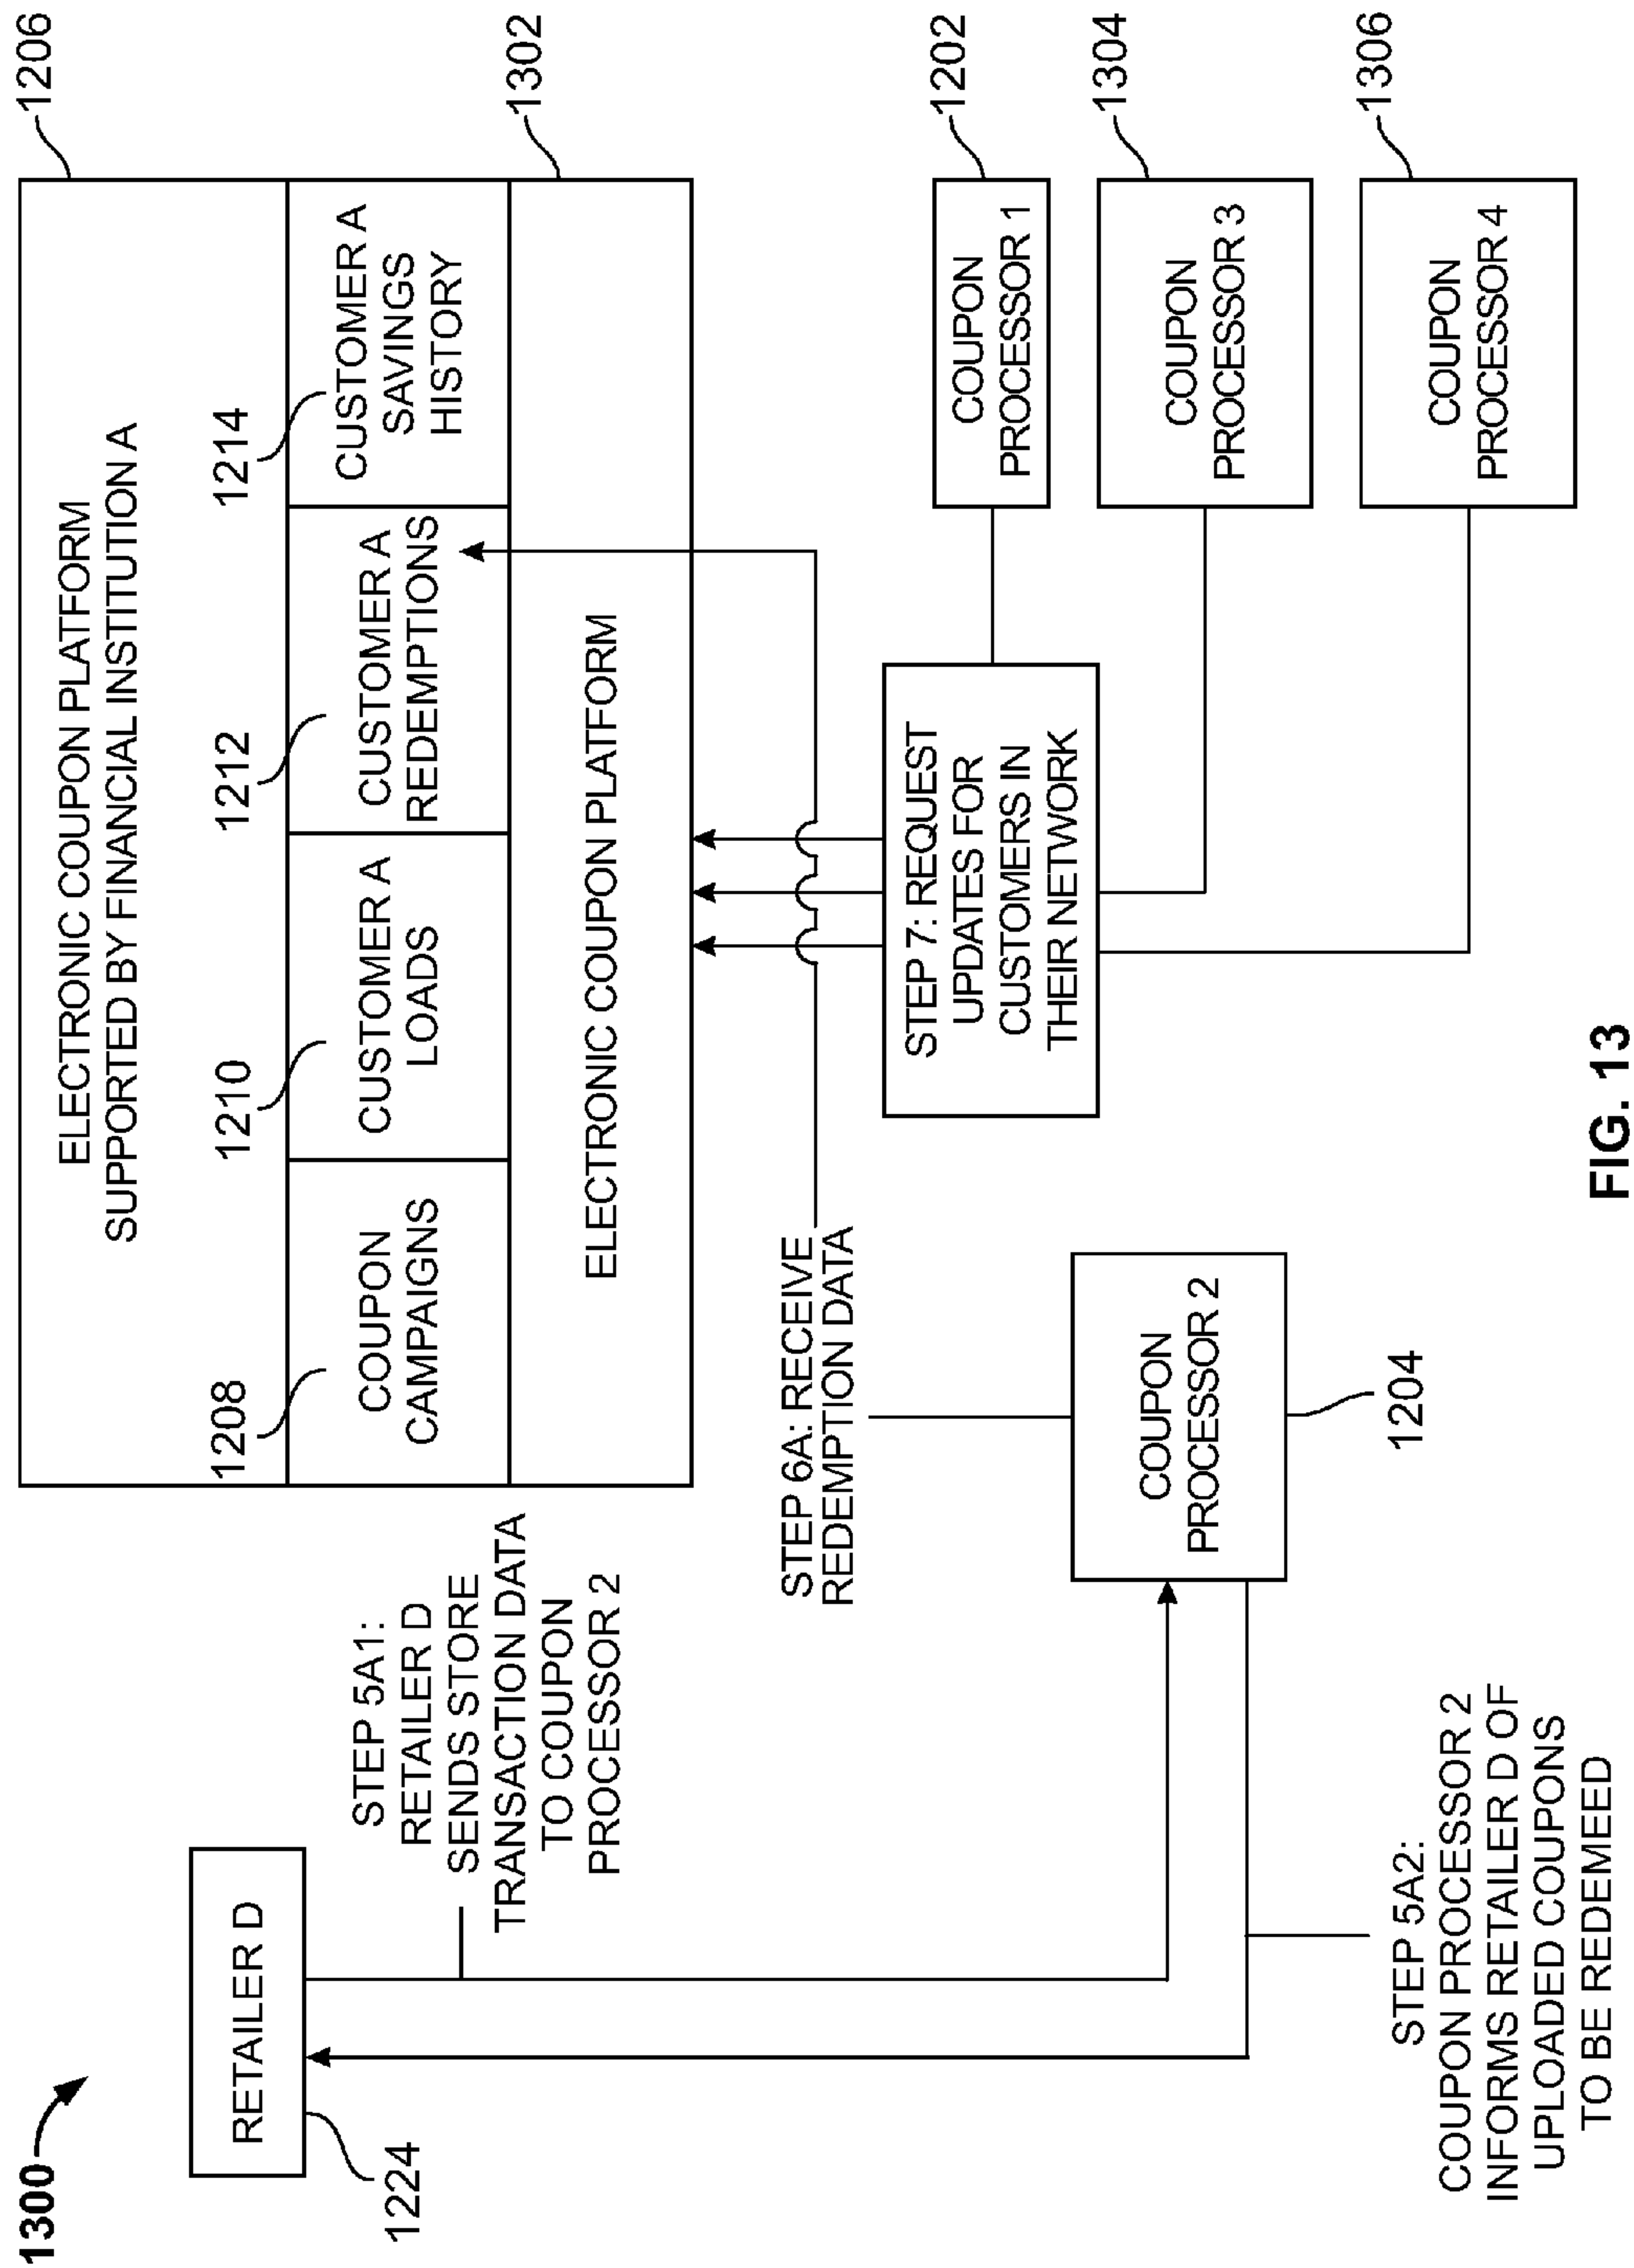 1300
ELECTRONIC COUPON PLATFORM
SUPPORTED BY FINANCIAL INSTITUTION A
1206
1208
1210
1212
1214
COUPON
CAMPAIGNS
CUSTOMER A
LOADS
CUSTOMER A
REDEMPTIONS
CUSTOMER A
SAVINGS
HISTORY
ELECTRONIC COUPON PLATFORM
1302
RETAILER D
1224
STEP 5A1:
RETAILER D
SENDS STORE
TRANSACTION DATA
TO COUPON
PROCESSOR 2
STEP 6A: RECEIVE
REDEMPTION DATA
STEP 7: REQUEST
UPDATES FOR
CUSTOMERS IN
THEIR NETWORK
COUPON
PROCESSOR 1
1202
COUPON
PROCESSOR 3
1304
COUPON
PROCESSOR 4
1306
COUPON
PROCESSOR 2
1204
STEP 5A2:
COUPON PROCESSOR 2
INFORMS RETAILER D OF
UPLOADED COUPONS
TO BE REDEEMED
FIG. 13